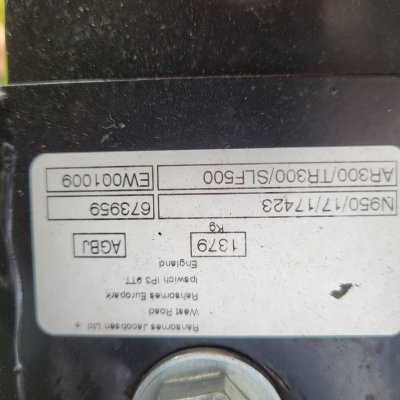 Ransomes Jacobsen Ltd
West Road
Rahsomes Europark
Ipswich IP3 9TT
England
1379 AGBJ
Kg
N950/17/17423 673959
AR300/TR300/SLF500 EW001009